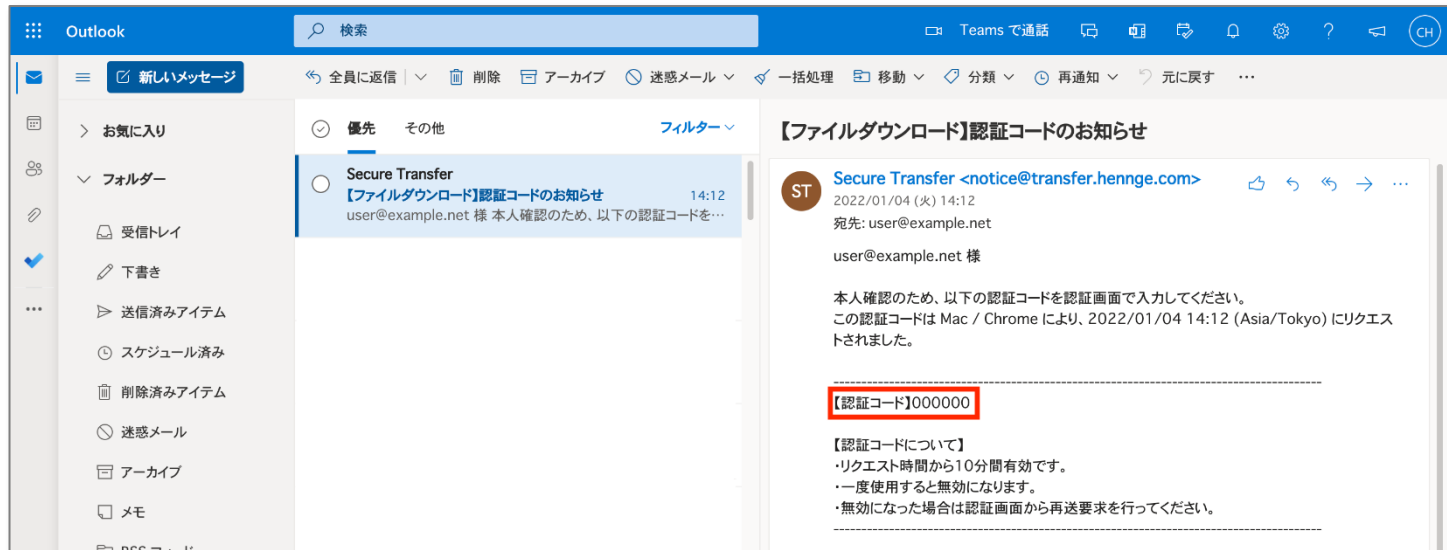 Outlook
検索
Teams で通話
CH
新しいメッセージ
全員に返信
削除
アーカイブ
迷惑メール
一括処理
移動
分類
再通知
元に戻す
お気に入り
フォルダー
受信トレイ
下書き
送信済みアイテム
スケジュール済み
削除済みアイテム
迷惑メール
アーカイブ
メモ
優先
その他
フィルター
Secure Transfer
【ファイルダウンロード】認証コードのお知らせ 14:12
user@example.net 様 本人確認のため、以下の認証コードを…
【ファイルダウンロード】認証コードのお知らせ
ST
Secure Transfer <notice@transfer.hennge.com>
2022/01/04 (火) 14:12
宛先: user@example.net
user@example.net 様
本人確認のため、以下の認証コードを認証画面で入力してください。
この認証コードは Mac / Chrome により、2022/01/04 14:12 (Asia/Tokyo) にリクエス
トされました。
【認証コード】000000
【認証コードについて】
・リクエスト時間から10分間有効です。
・一度使用すると無効になります。
・無効になった場合は認証画面から再送要求を行ってください。